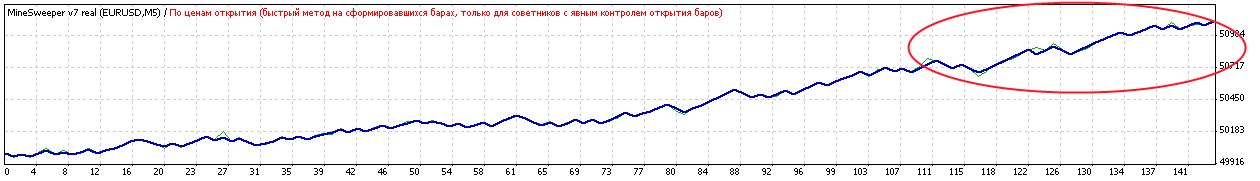 MineSweeper v7 real (EURUSD,M5) / По ценам открытия (быстрый метод на сформировавшихся барах, только для советников с явным контролем открытия баров)
50984
50717
50450
50183
49916
0 4 8 12 16 20 23 27 31 35 39 42 46 50 54 58 61 65 69 73 77 80 84 88 92 96 99 103 107 111 115 118 122 126 130 134 137 141